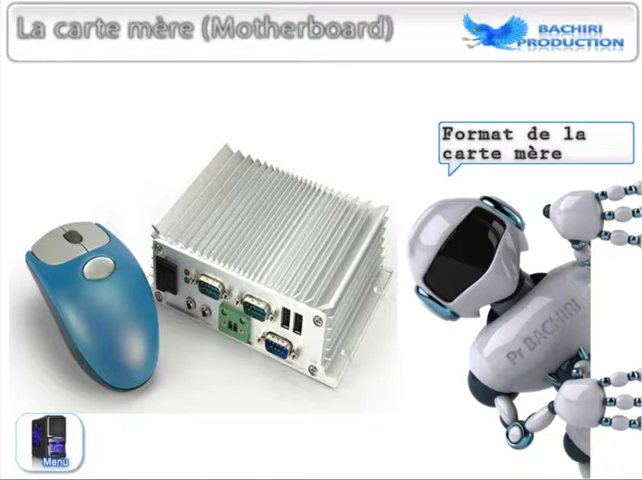 La carte mère (Motherboard)
BACHIRI
PRODUCTION
Format de la
carte mère
Pr BACHIRI
Menu